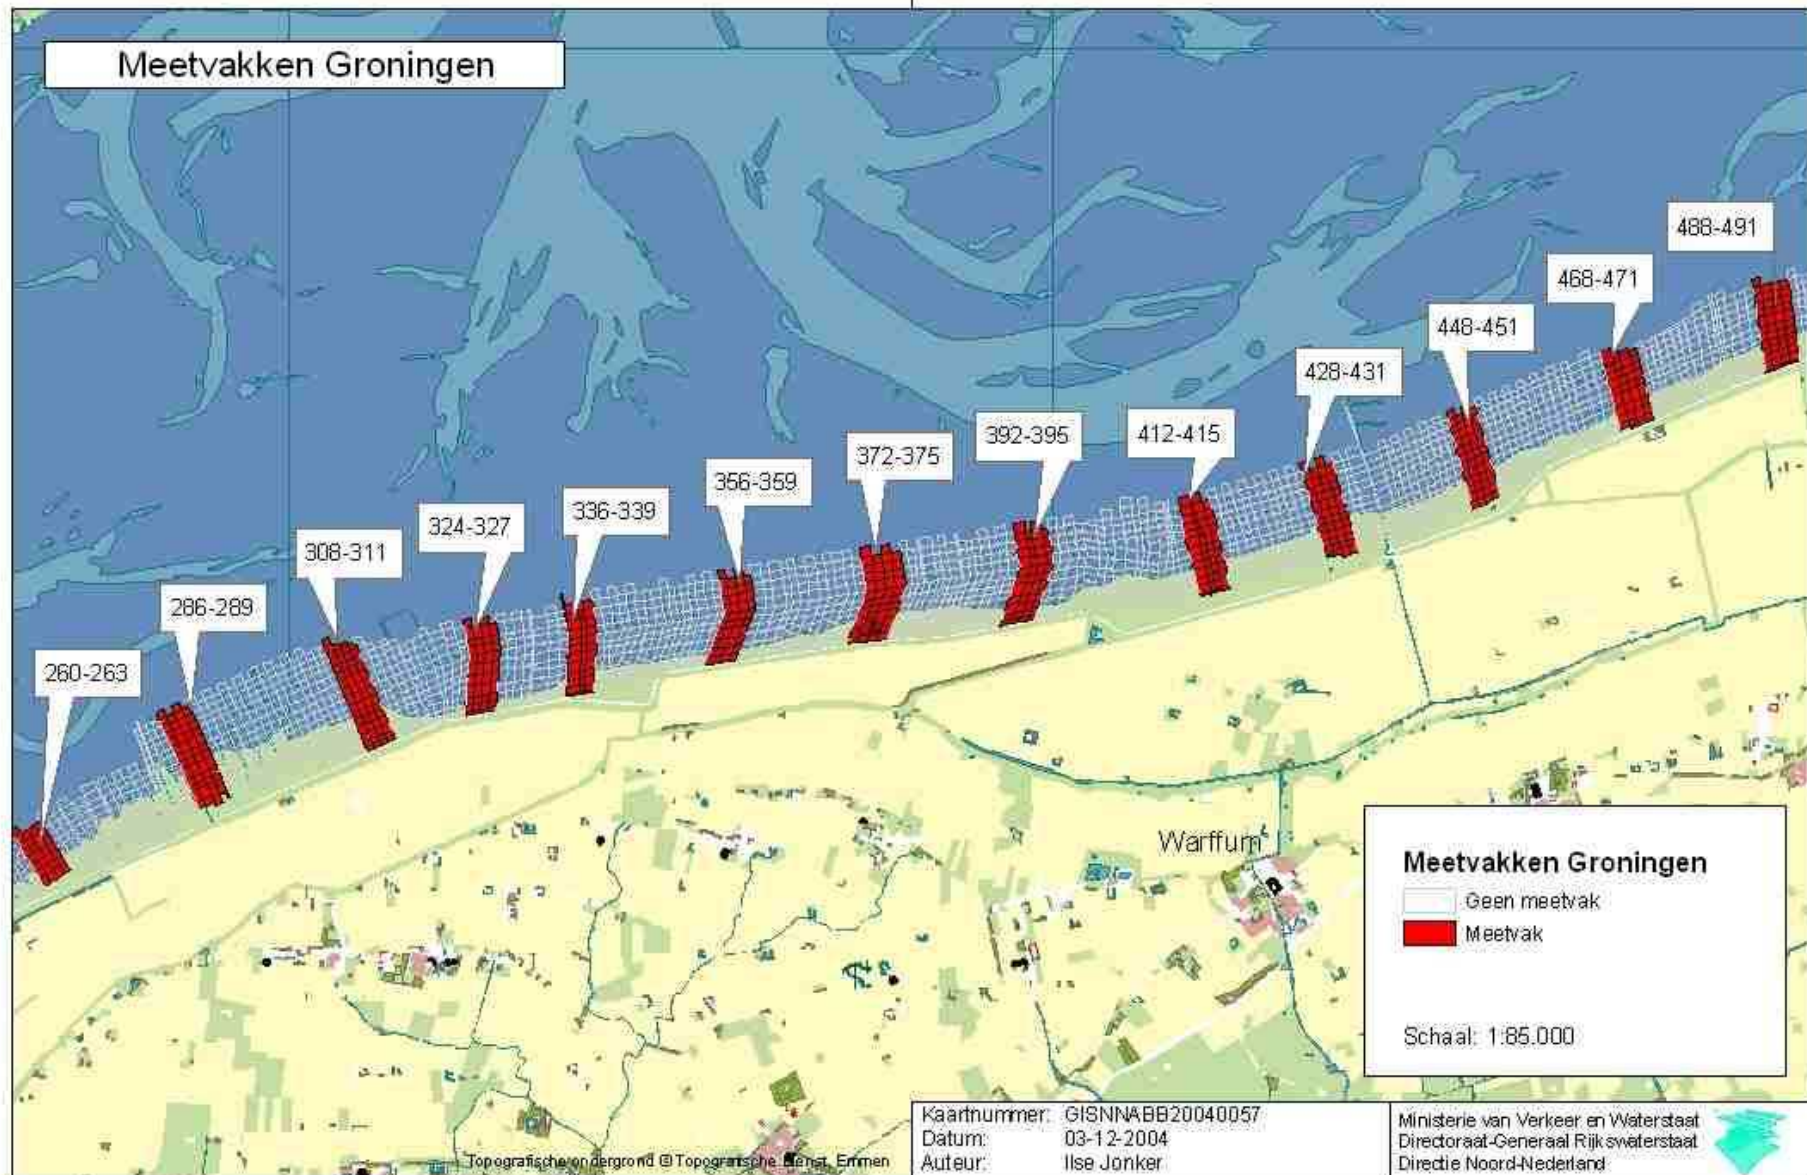 Meetvakken Groningen
488-491
468-471
448-451
428-431
412-415
392-395
372-375
356-359
336-339
324-327
308-311
286-289
260-263
Warffum
Meetvakken Groningen
Geen meetvak
Meetvak
Schaal: 1:85.000
Topografische ondergrond © Topografische Dienst, Emmen
Kaartnummer: GISNNABB20040057
Datum: 03-12-2004
Auteur: Ilse Jonker
Ministerie van Verkeer en Waterstaat
Directoraat-Generaal Rijkswaterstaat
Directie Noord-Nederland